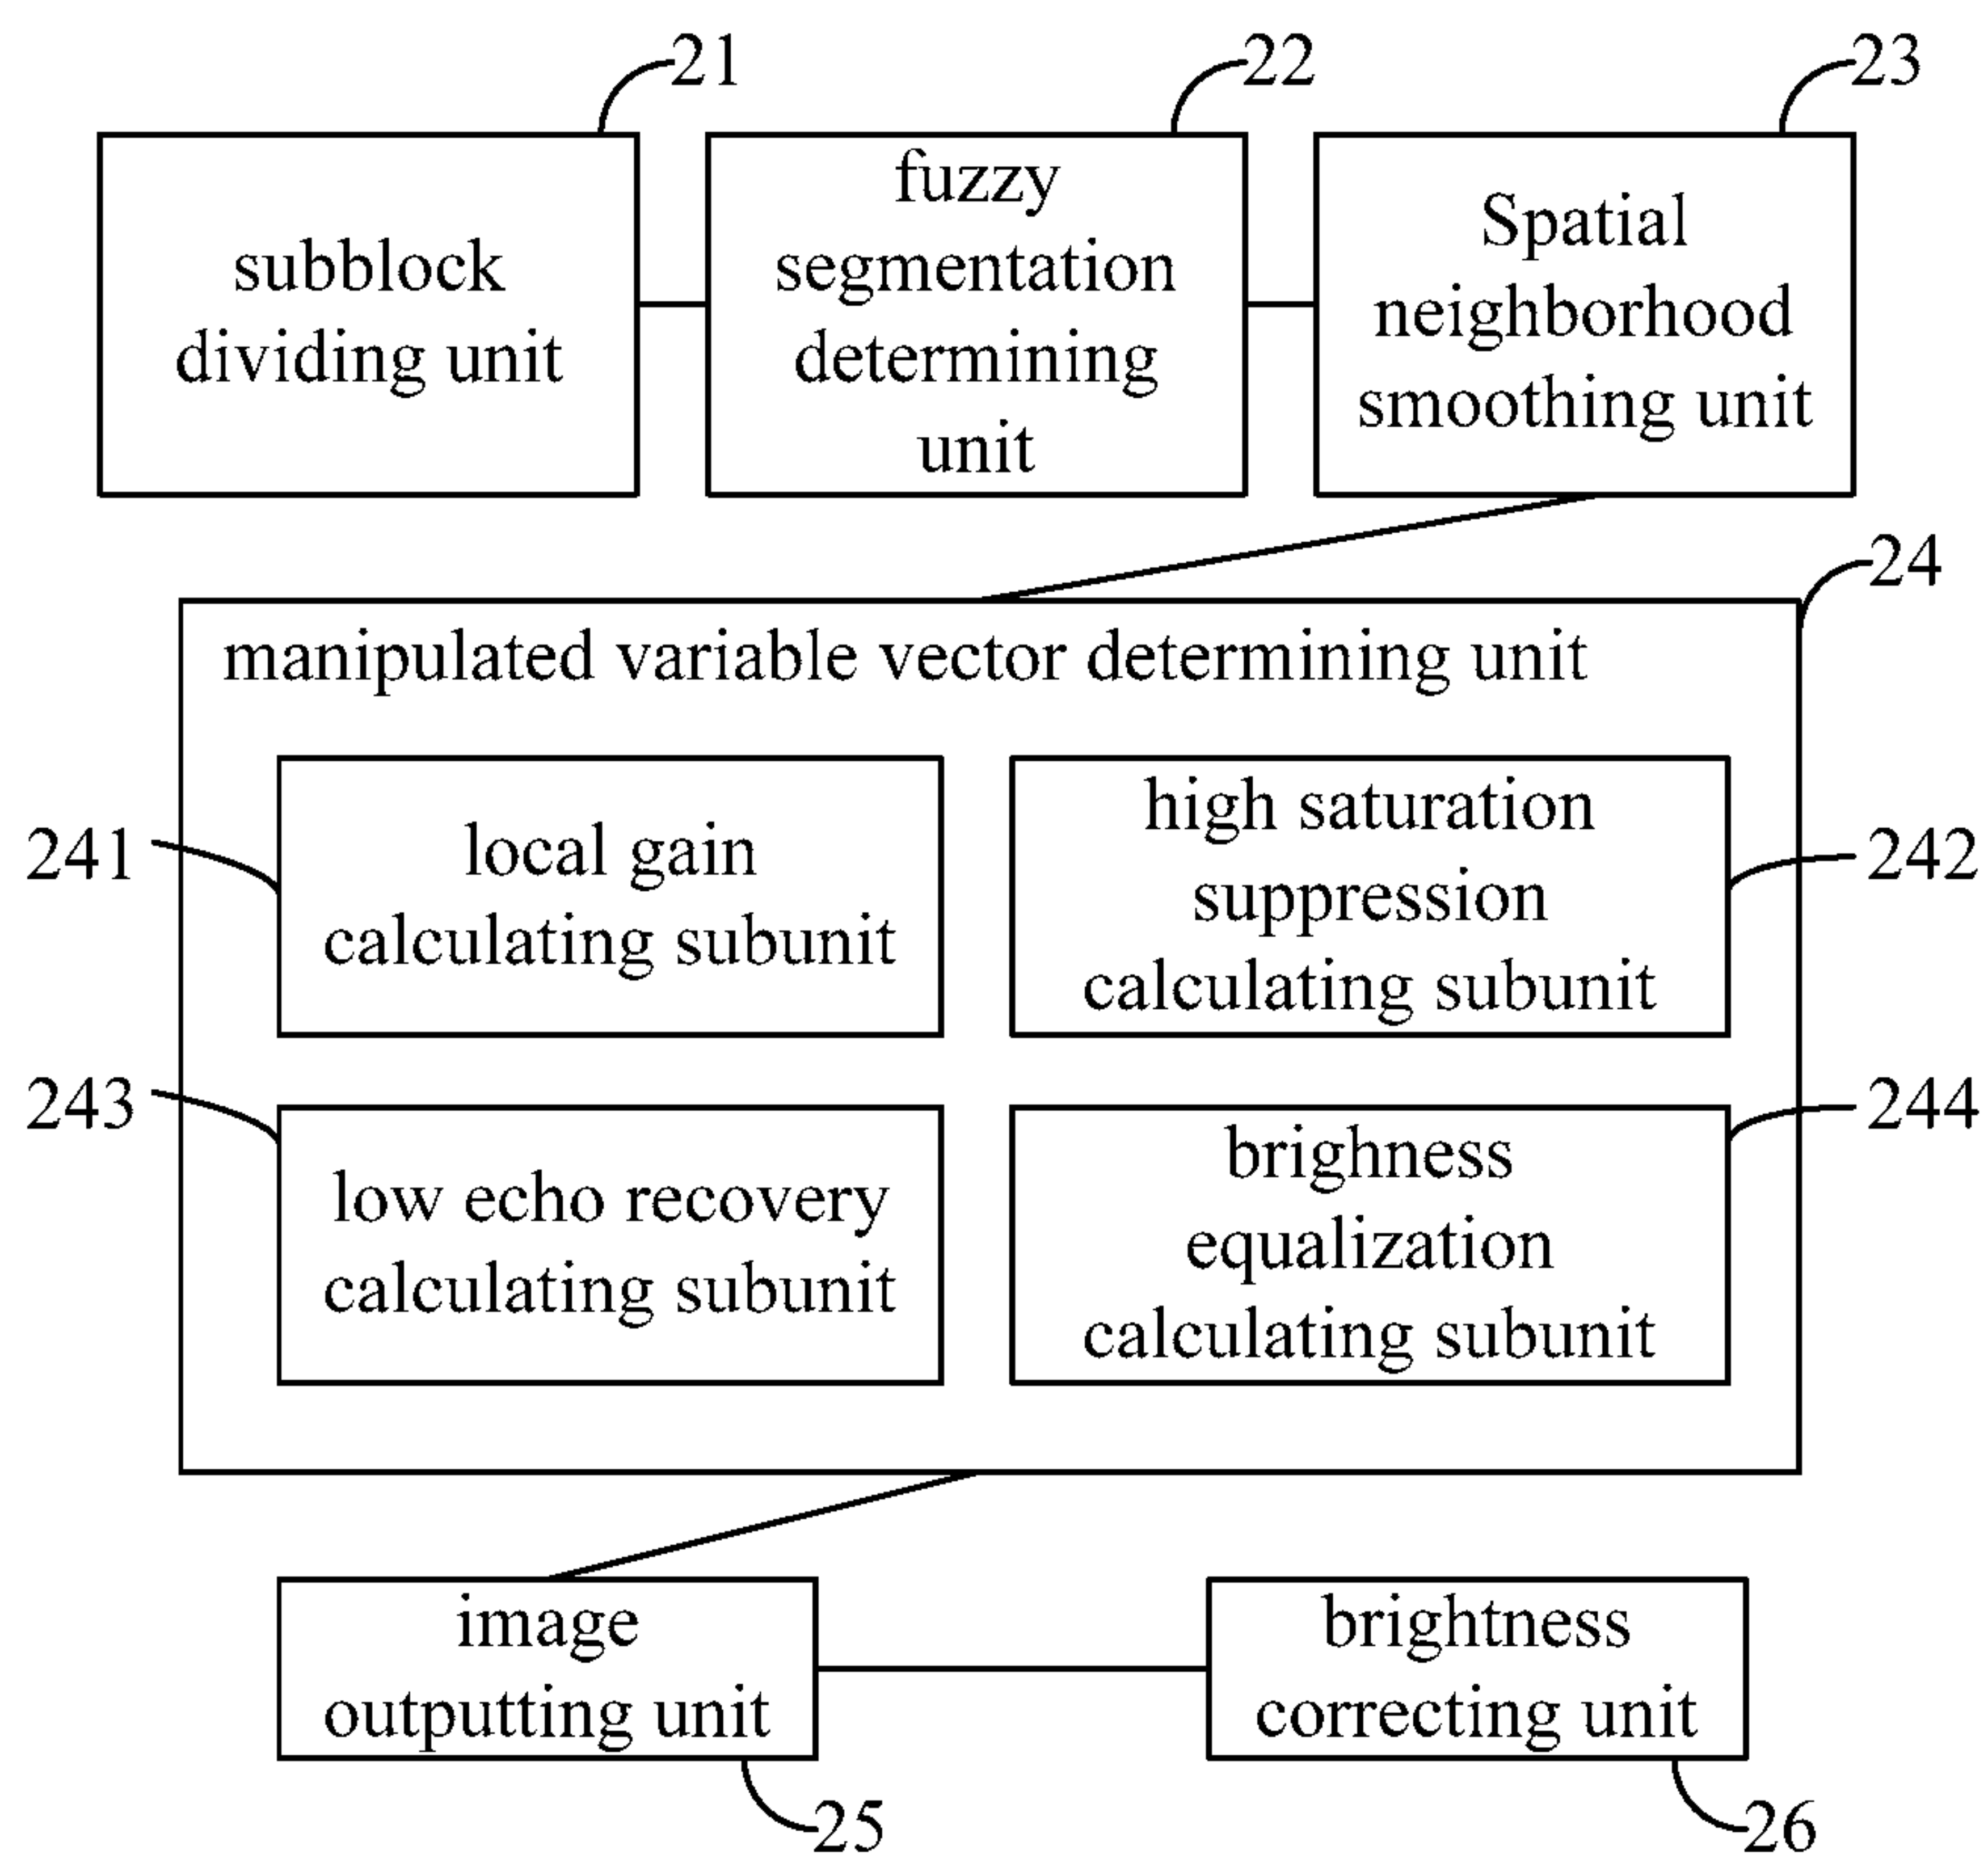 21
22
23
subblock
dividing unit
fuzzy
segmentation
determining
unit
Spatial
neighborhood
smoothing unit
24
manipulated variable vector determining unit
241
local gain
calculating subunit
high saturation
suppression
calculating subunit
242
243
low echo recovery
calculating subunit
brighness
equalization
calculating subunit
244
image
outputting unit
brightness
correcting unit
25
26